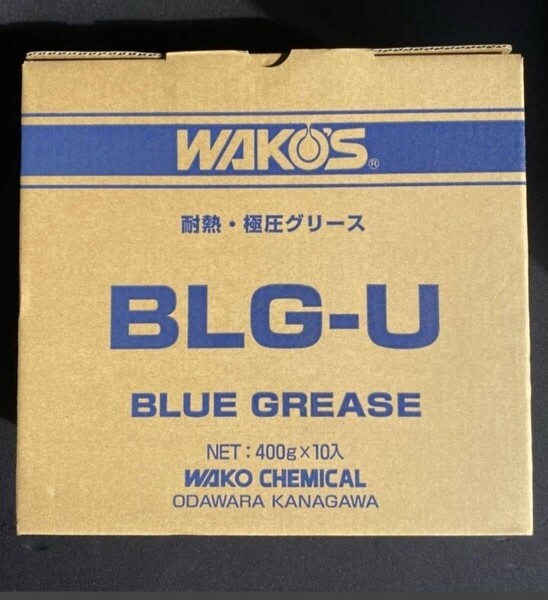 WAKO'S®
耐熱・極圧グリース
BLG-U
BLUE GREASE
NET：400g×10入
WAKO CHEMICAL
ODAWARA KANAGAWA